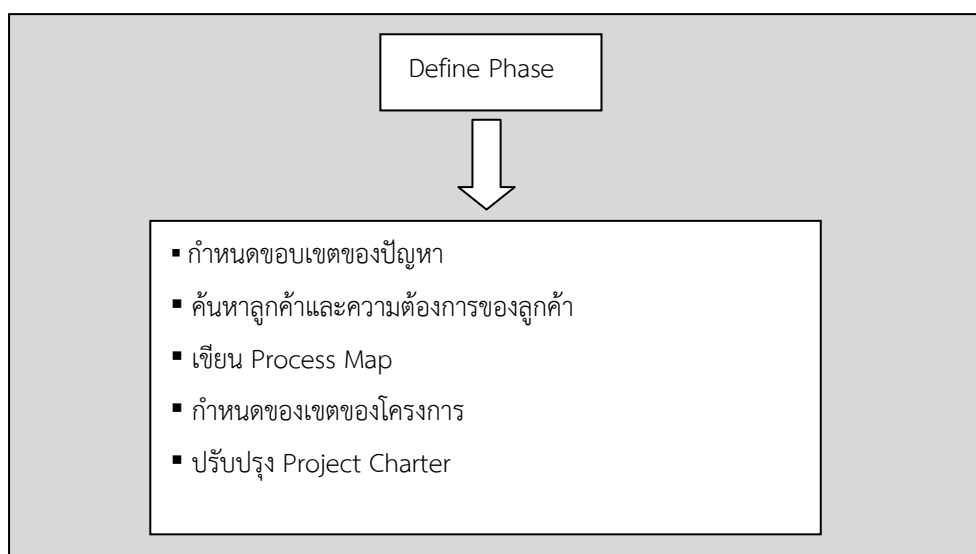 Define Phase
▪ กำหนดขอบเขตของปัญหา
▪ ค้นหาลูกค้าและความต้องการของลูกค้า
▪ เขียน Process Map
▪ กำหนดของเขตของโครงการ
▪ ปรับปรุง Project Charter